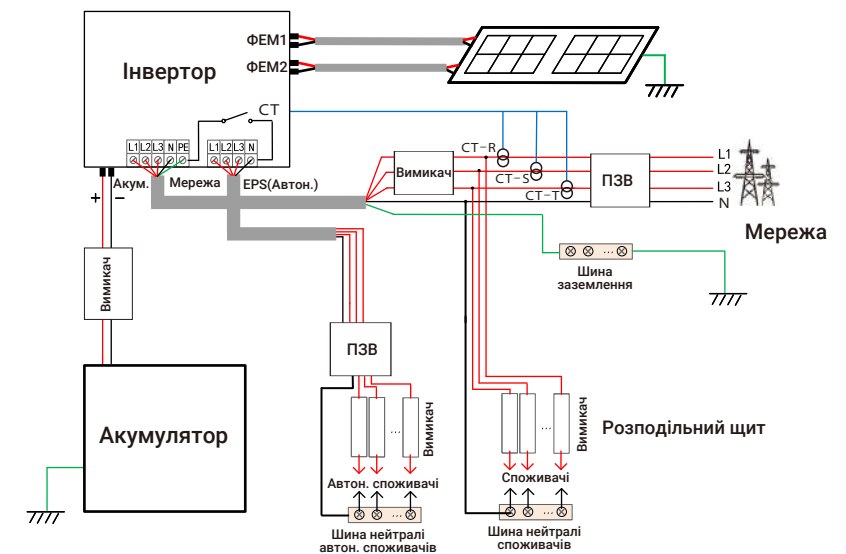 ФЕМ1
Інвертор
ФЕМ2
СТ
L1 L2 L3 N PE
L1 L2 L3 N
Акум.
Мережа
EPS(Автон.)
+
–
CT-R
CT-S
CT-T
Вимикач
ПЗВ
L1
L2
L3
N
Мережа
...
Шина
заземлення
Вимикач
ПЗВ
Акумулятор
...
Вимикач
...
Вимикач
Розподільний щит
Автон. споживачі
Споживачі
...
...
Шина нейтралі
автон. споживачів
Шина нейтралі
споживачів